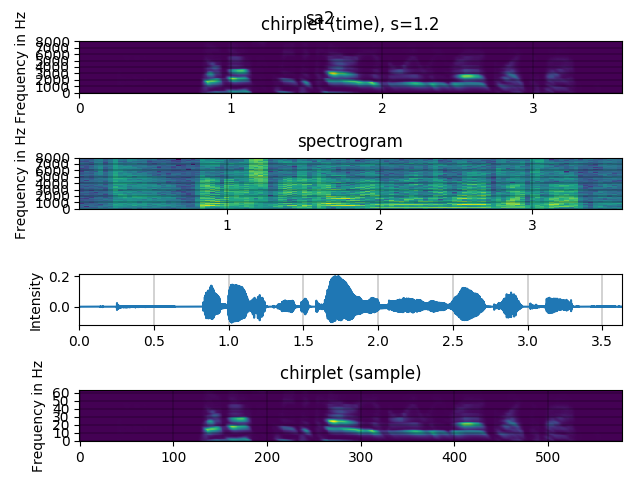 sa2
chirplet (time), s=1.2
Frequency in Hz
8000
7000
6000
5000
4000
3000
2000
1000
0
0 1 2 3
spectrogram
Frequency in Hz
8000
7000
6000
5000
4000
3000
2000
1000
0
1 2 3
Intensity
0.2
0.0
0.0 0.5 1.0 1.5 2.0 2.5 3.0 3.5
chirplet (sample)
Frequency in Hz
60
50
40
30
20
10
0
0 100 200 300 400 500